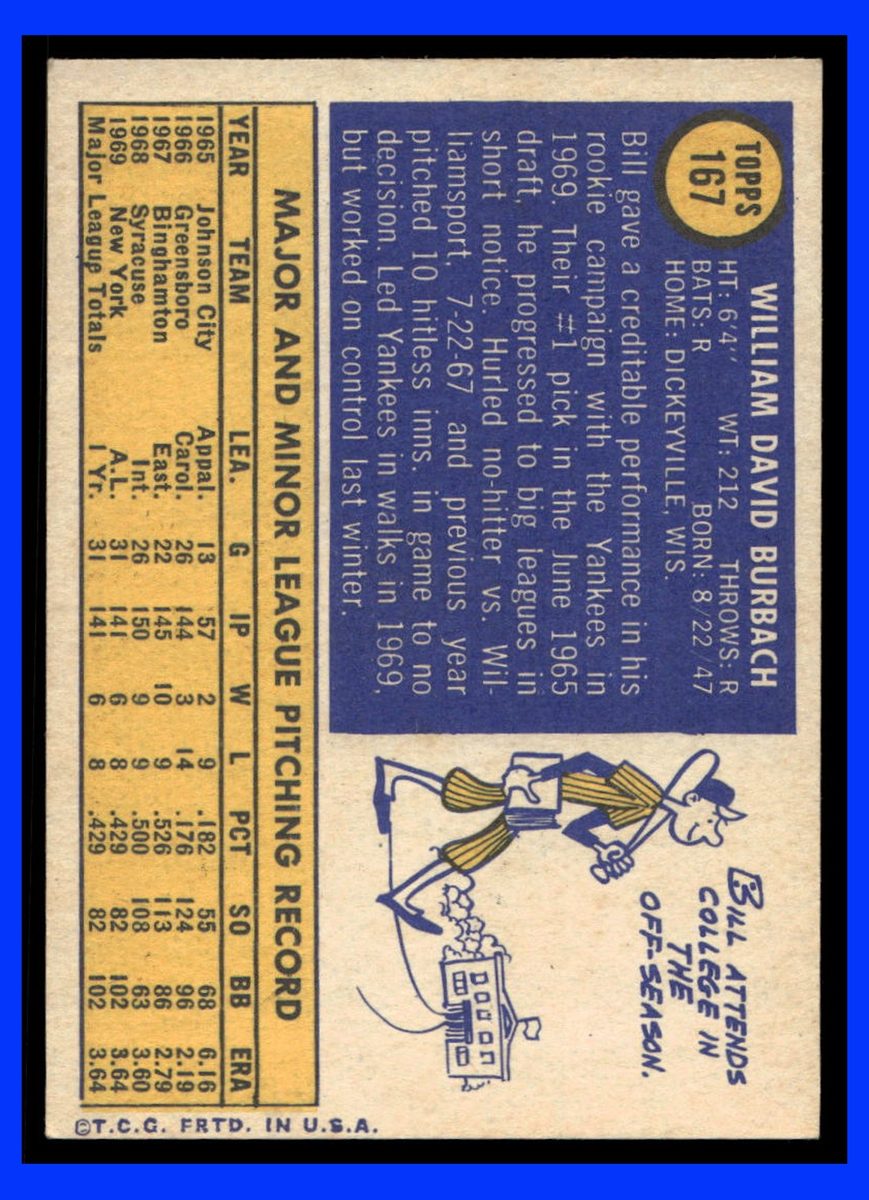 TOPPS
167
WILLIAM DAVID BURBACH
HT: 6'4" WT: 212 THROWS: R
BATS: R BORN: 8/22/47
HOME: DICKEYVILLE, WIS.
Bill gave a creditable performance in his
rookie campaign with the Yankees in
1969. Their #1 pick in the June 1965
draft, he progressed to big leagues in
short notice. Hurled no-hitter vs. Wil-
liamsport, 7-22-67 and previous year
pitched 10 hitless inns. in game to no
decision. Led Yankees in walks in 1969,
but worked on control last winter.
BILL ATTENDS
COLLEGE IN
THE
OFF-SEASON.
MAJOR AND MINOR LEAGUE PITCHING RECORD
YEAR TEAM LEA. G IP W L PCT SO BB ERA
1965 Johnson City Appal. 13 57 2 9 .182 55 68 6.16
1966 Greensboro Carol. 26 144 3 14 .176 124 96 2.19
1967 Binghamton East. 22 145 10 9 .526 113 86 2.79
1968 Syracuse Int. 26 150 9 9 .500 108 63 3.60
1969 New York A.L. 31 141 6 8 .429 82 102 3.64
Major League Totals 1 Yr. 31 141 6 8 .429 82 102 3.64
©T.C.G. PRTD. IN U.S.A.